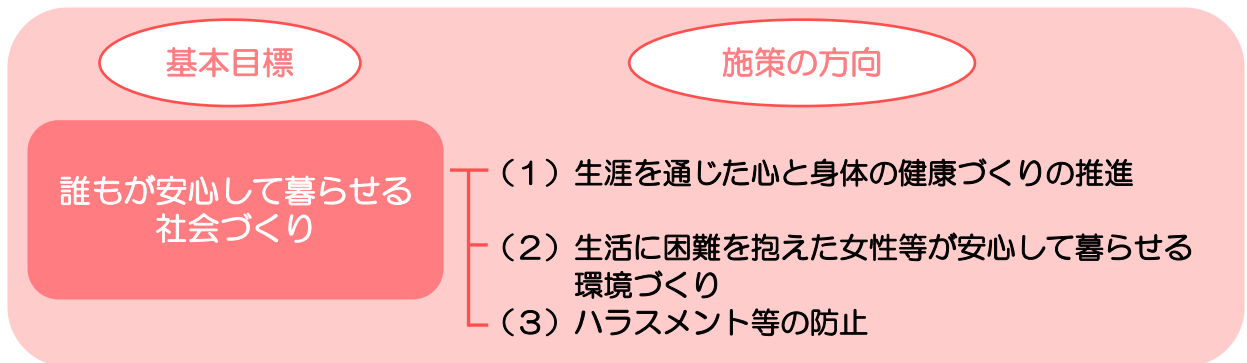 基本目標
施策の方向
誰もが安心して暮らせる
社会づくり
（１）生涯を通じた心と身体の健康づくりの推進
（２）生活に困難を抱えた女性等が安心して暮らせる
環境づくり
（３）ハラスメント等の防止